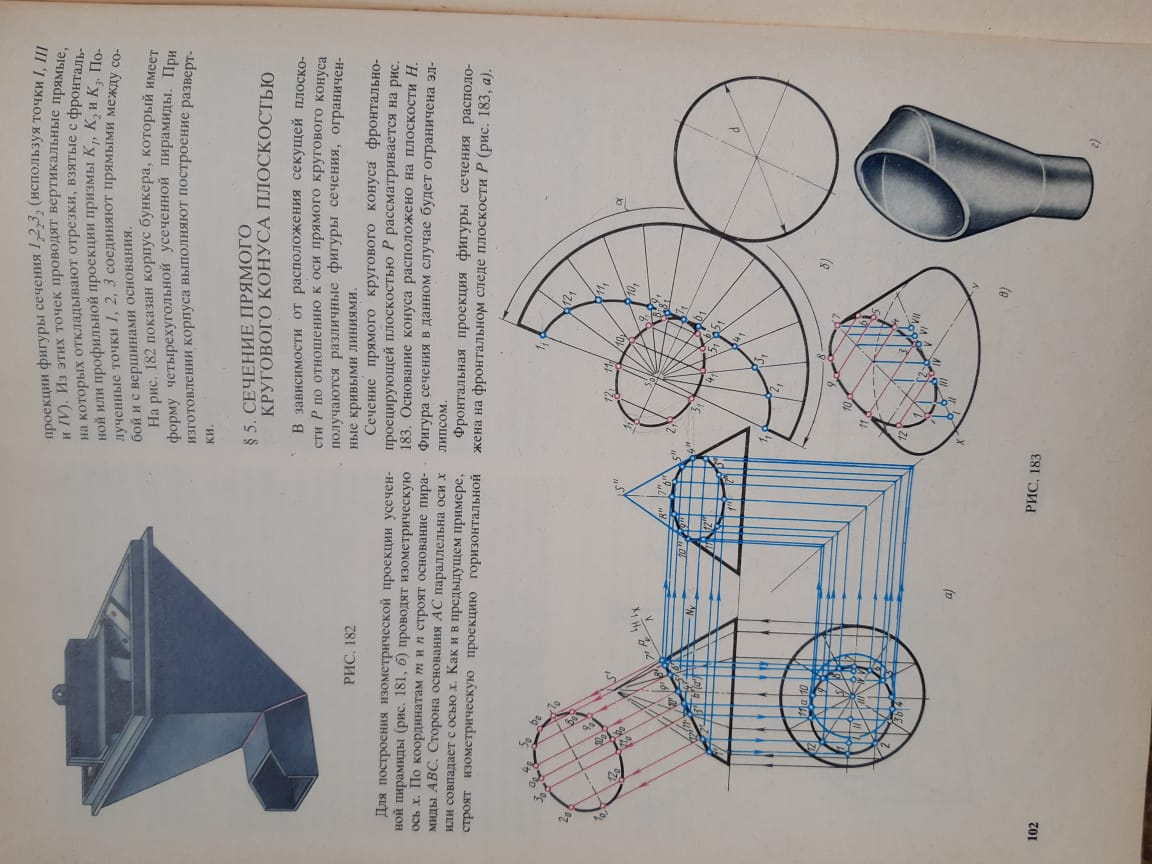 проекции фигуры сечения 1₂2₂3₂ (используя точки I, III
и IV). Из этих точек проводят вертикальные прямые,
на которых откладывают отрезки, взятые с фронталь-
ной или профильной проекции призмы K₁, K₂ и K₃. По-
лученные точки 1, 2, 3 соединяют прямыми между со-
бой и с вершинами основания.
На рис. 182 показан корпус бункера, который имеет
форму четырехугольной усеченной пирамиды. При
изготовлении корпуса выполняют построение разверт-
ки.
§ 5. СЕЧЕНИЕ ПРЯМОГО
КРУГОВОГО КОНУСА ПЛОСКОСТЬЮ
В зависимости от расположения секущей плоско-
сти P по отношению к оси прямого кругового конуса
получаются различные фигуры сечения, ограничен-
ные кривыми линиями.
Сечение прямого кругового конуса фронтально-
проецирующей плоскостью P рассматривается на рис.
183. Основание конуса расположено на плоскости H.
Фигура сечения в данном случае будет ограничена эл-
липсом.
Фронтальная проекция фигуры сечения располо-
жена на фронтальном следе плоскости P (рис. 183, а).
РИС. 182
Для построения изометрической проекции усечен-
ной пирамиды (рис. 181, б) проводят изометрическую
ось x. По координатам m и n строят основание пира-
миды ABC. Сторона основания AC параллельна оси x
или совпадает с осью x. Как и в предыдущем примере,
строят изометрическую проекцию горизонтальной
α
d
S'
S"
Nᵥ
x
y
а)
б)
в)
г)
РИС. 183
102